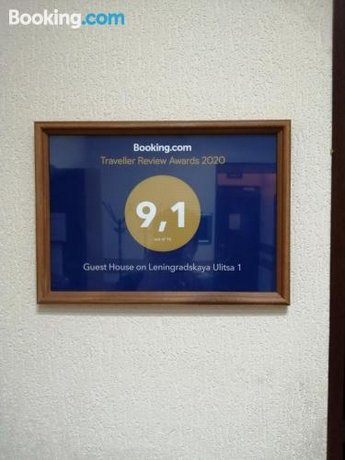 Booking.com
Booking.com
Traveller Review Awards 2020
9,1
Guest House on Leningradskaya Ulitsa 1